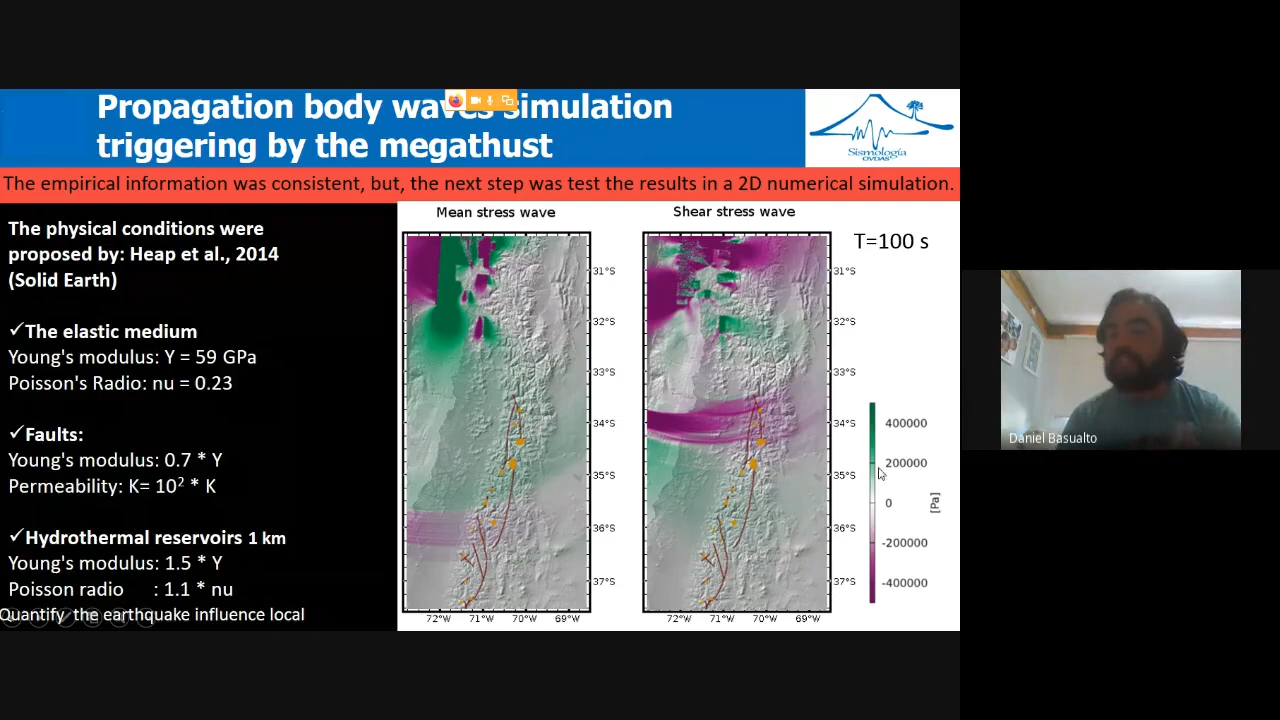 Propagation body waves simulation
triggering by the megathust
Sismología
OVDAS
The empirical information was consistent, but, the next step was test the results in a 2D numerical simulation.
The physical conditions were
proposed by: Heap et al., 2014
(Solid Earth)
✓The elastic medium
Young's modulus: Y = 59 GPa
Poisson's Radio: nu = 0.23
✓Faults:
Young's modulus: 0.7 * Y
Permeability: K= 10² * K
✓Hydrothermal reservoirs 1 km
Young's modulus: 1.5 * Y
Poisson radio : 1.1 * nu
Quantify the earthquake influence local
Mean stress wave
31°S
32°S
33°S
34°S
35°S
36°S
37°S
72°W 71°W 70°W 69°W
Shear stress wave
31°S
32°S
33°S
34°S
35°S
36°S
37°S
72°W 71°W 70°W 69°W
T=100 s
400000
200000
0
-200000
-400000
[Pa]
Daniel Basualto